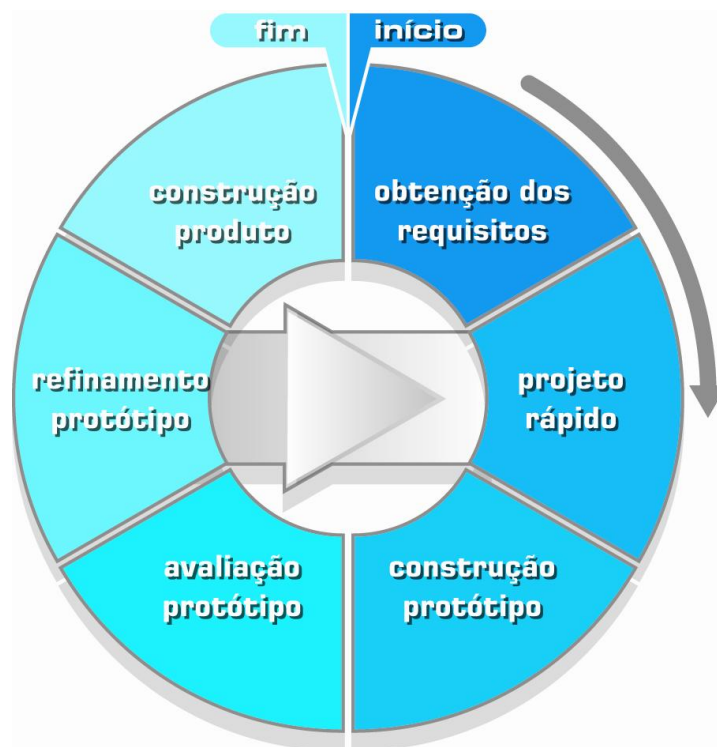 fim
início
obtenção dos
requisitos
projeto
rápido
construção
protótipo
avaliação
protótipo
refinamento
protótipo
construção
produto